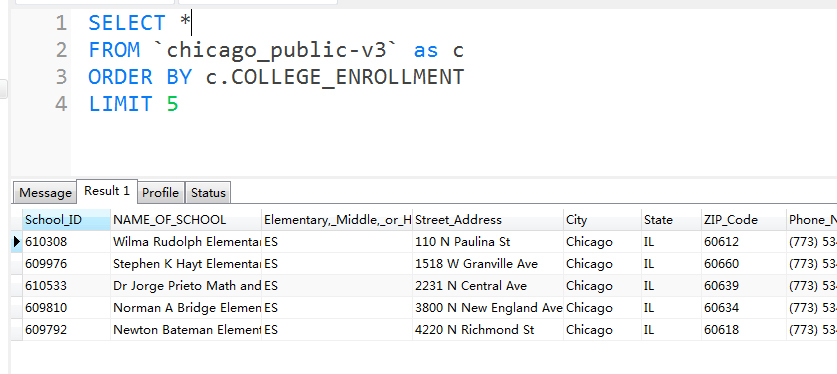 1 SELECT *
2 FROM `chicago_public-v3` as c
3 ORDER BY c.COLLEGE_ENROLLMENT
4 LIMIT 5
Message Result 1 Profile Status
School_ID NAME_OF_SCHOOL Elementary,_Middle,_or_H Street_Address City State ZIP_Code Phone_N
610308 Wilma Rudolph Elementa ES 110 N Paulina St Chicago IL 60612 (773) 534
609976 Stephen K Hayt Elementa ES 1518 W Granville Ave Chicago IL 60660 (773) 534
610533 Dr Jorge Prieto Math and ES 2231 N Central Ave Chicago IL 60639 (773) 534
609810 Norman A Bridge Elemen ES 3800 N New England Ave Chicago IL 60634 (773) 534
609792 Newton Bateman Element ES 4220 N Richmond St Chicago IL 60618 (773) 534